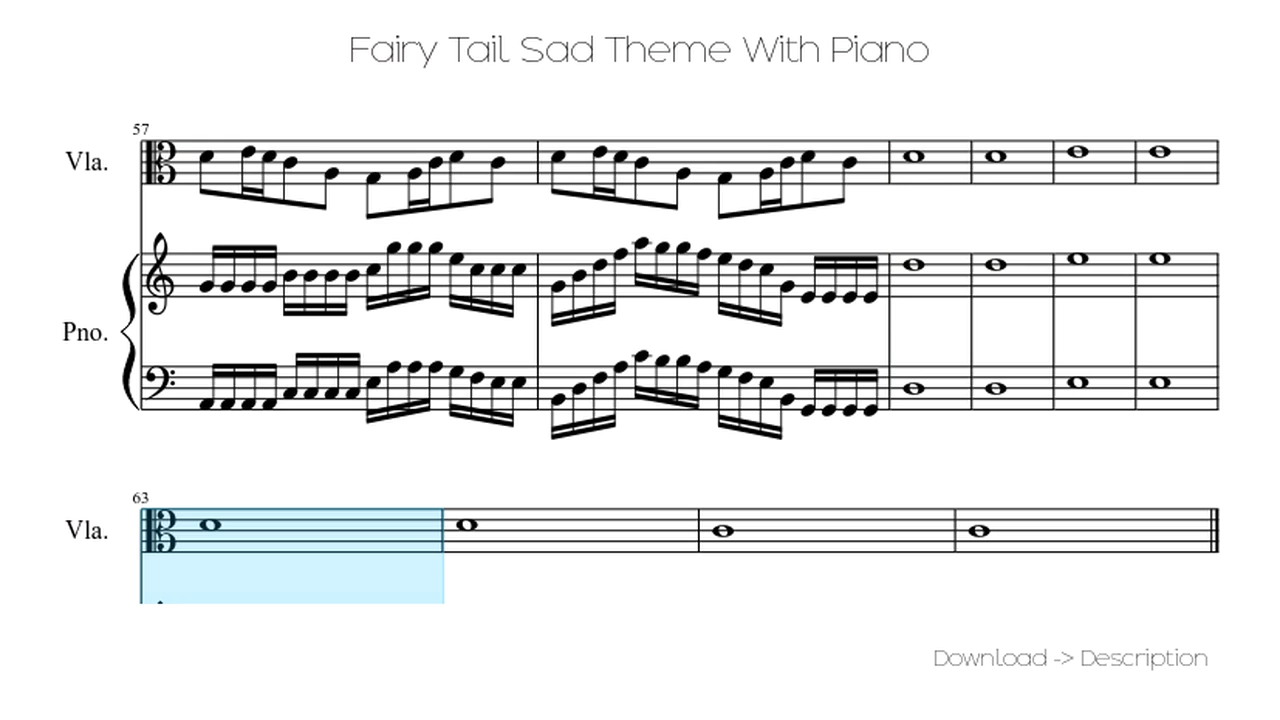 Fairy Tail Sad Theme With Piano
57
Vla.
Pno.
63
Vla.
Download -> Description